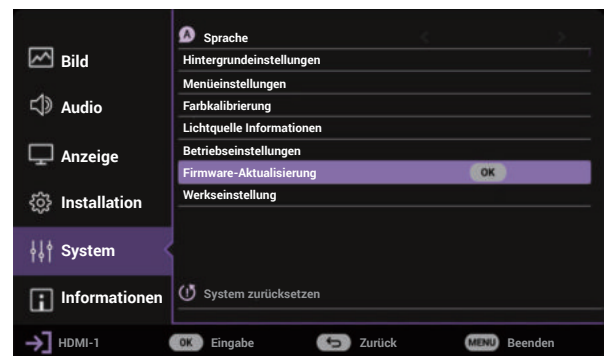 Bild
Audio
Anzeige
Installation
System
Informationen
A Sprache
Hintergrundeinstellungen
Menüeinstellungen
Farbkalibrierung
Lichtquelle Informationen
Betriebseinstellungen
Firmware-Aktualisierung OK
Werkseinstellung
System zurücksetzen
HDMI-1 OK Eingabe Zurück MENU Beenden